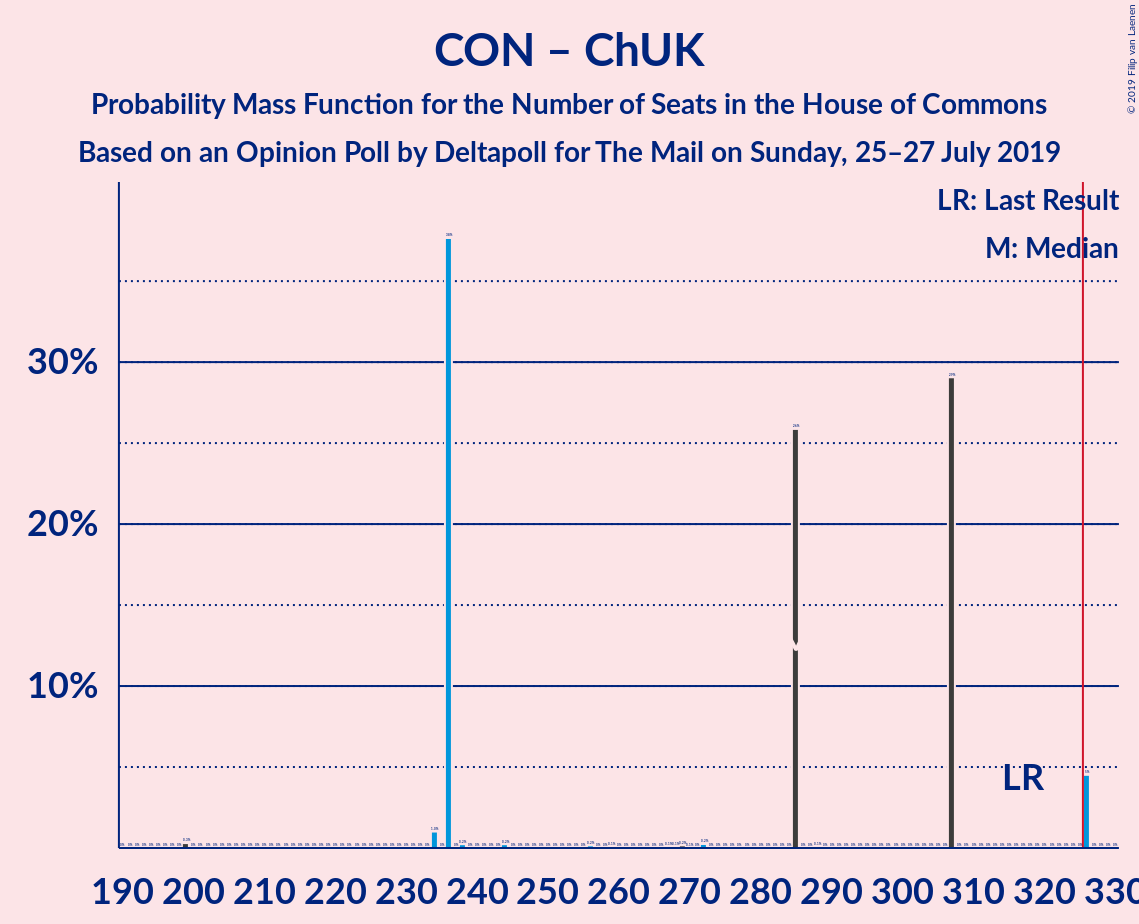 CON – ChUK
Probability Mass Function for the Number of Seats in the House of Commons
Based on an Opinion Poll by Deltapoll for The Mail on Sunday, 25–27 July 2019
© 2019 Filip van Laenen
LR: Last Result
M: Median
30%
20%
10%
LR
190 200 210 220 230 240 250 260 270 280 290 300 310 320 330